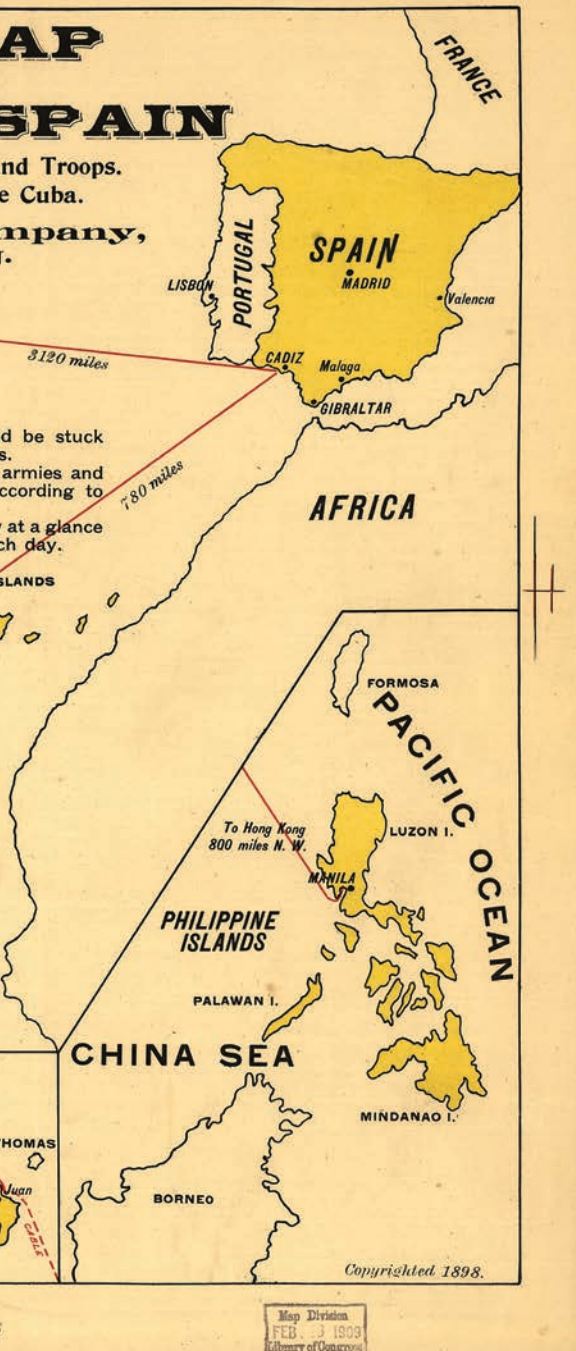 AP
SPAIN
nd Troops.
e Cuba.
mpany,
FRANCE
SPAIN
PORTUGAL
LISBON
MADRID
Valencia
CADIZ
Malaga
GIBRALTAR
3120 miles
d be stuck
s.
armies and
ccording to
y at a glance
ch day.
780 miles
AFRICA
SLANDS
FORMOSA
PACIFIC OCEAN
To Hong Kong
800 miles N. W.
LUZON I.
MANILA
PHILIPPINE
ISLANDS
PALAWAN I.
CHINA SEA
MINDANAO I.
HOMAS
Juan
CABLE
BORNEO
Copyrighted 1898.
Map Division
FEB. 1909
Library of Congress